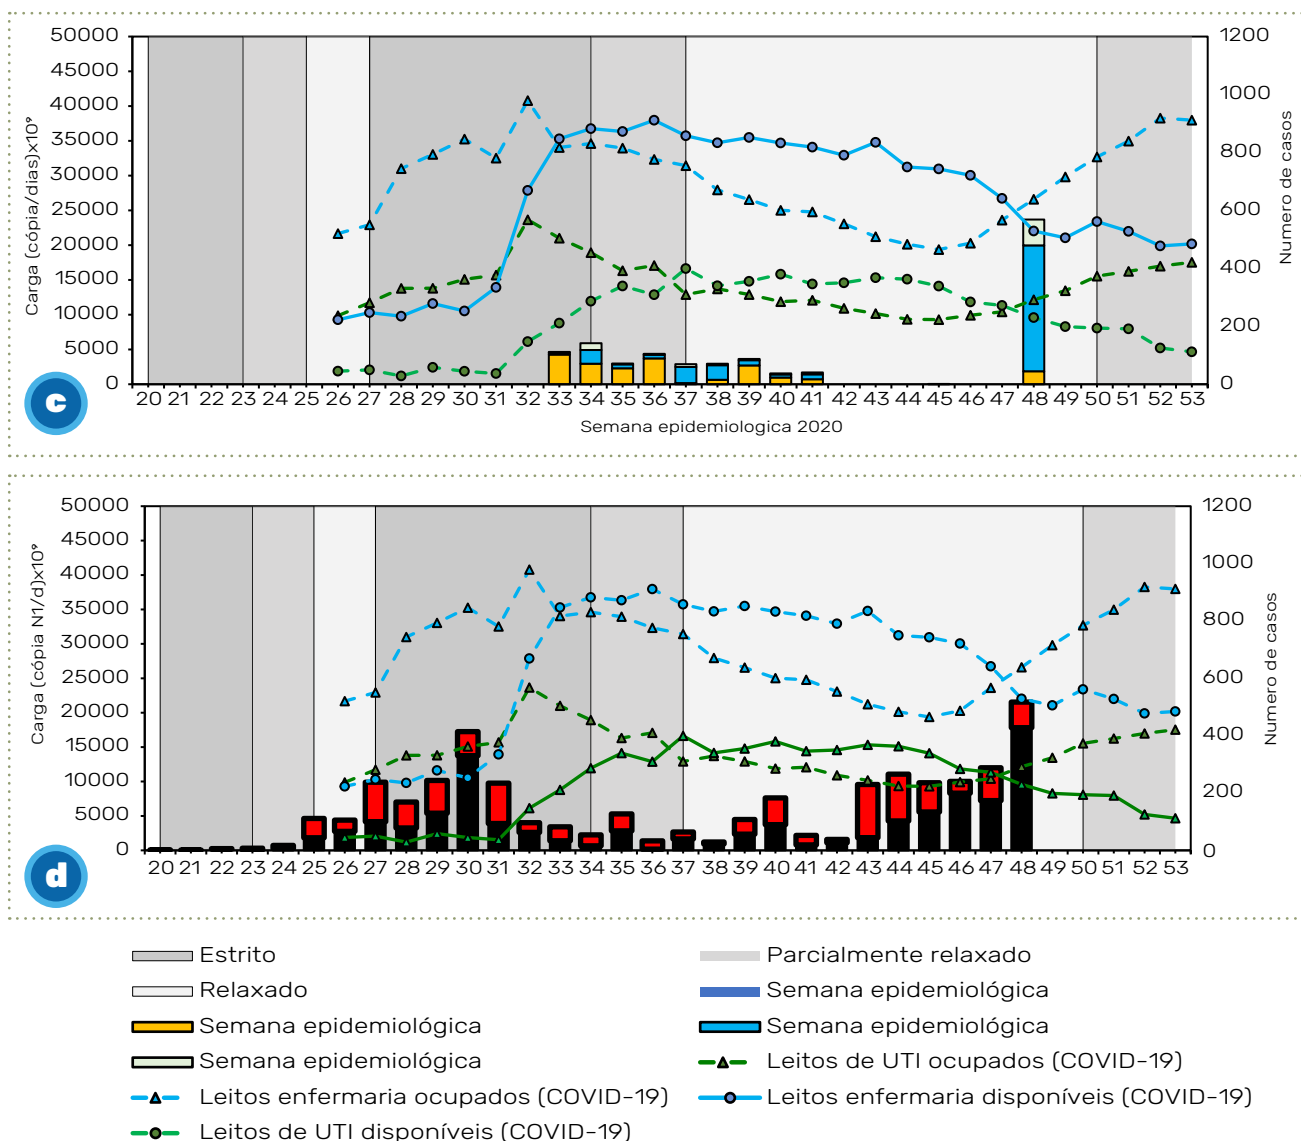 50000
45000
40000
35000
30000
25000
20000
15000
10000
5000
0
Carga (cópia/dias)x10⁹
1200
1000
800
600
400
200
0
Numero de casos
20 21 22 23 24 25 26 27 28 29 30 31 32 33 34 35 36 37 38 39 40 41 42 43 44 45 46 47 48 49 50 51 52 53
Semana epidemiologica 2020
c
50000
45000
40000
35000
30000
25000
20000
15000
10000
5000
0
Carga (cópia N1/d)x10⁹
1200
1000
800
600
400
200
0
Numero de casos
20 21 22 23 24 25 26 27 28 29 30 31 32 33 34 35 36 37 38 39 40 41 42 43 44 45 46 47 48 49 50 51 52 53
d
Estrito
Parcialmente relaxado
Relaxado
Semana epidemiológica
Semana epidemiológica
Semana epidemiológica
Semana epidemiológica
Leitos de UTI ocupados (COVID-19)
Leitos enfermaria ocupados (COVID-19)
Leitos enfermaria disponíveis (COVID-19)
Leitos de UTI disponíveis (COVID-19)